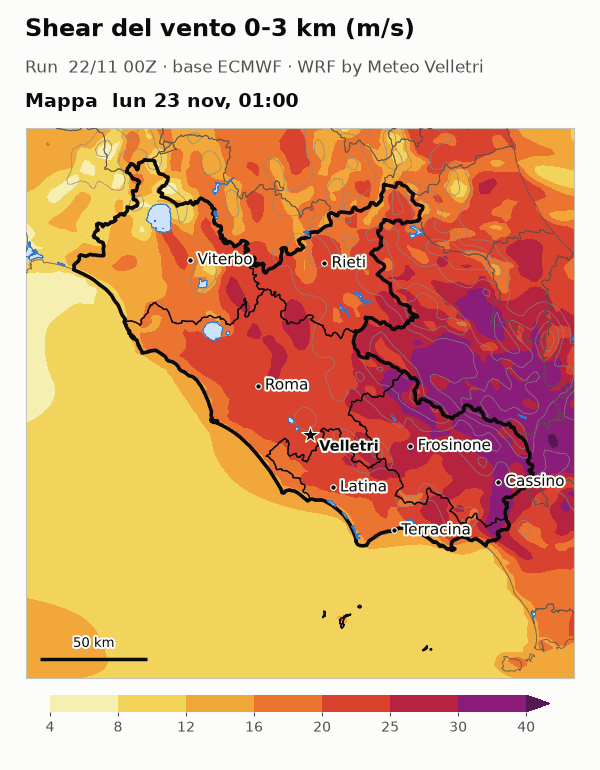 Shear del vento 0-3 km (m/s)
Run  22/11 00Z · base ECMWF · WRF by Meteo Velletri
Mappa  lun 23 nov, 01:00
Viterbo
Rieti
Roma
Velletri
Frosinone
Latina
Cassino
Terracina
50 km
4 8 12 16 20 25 30 40